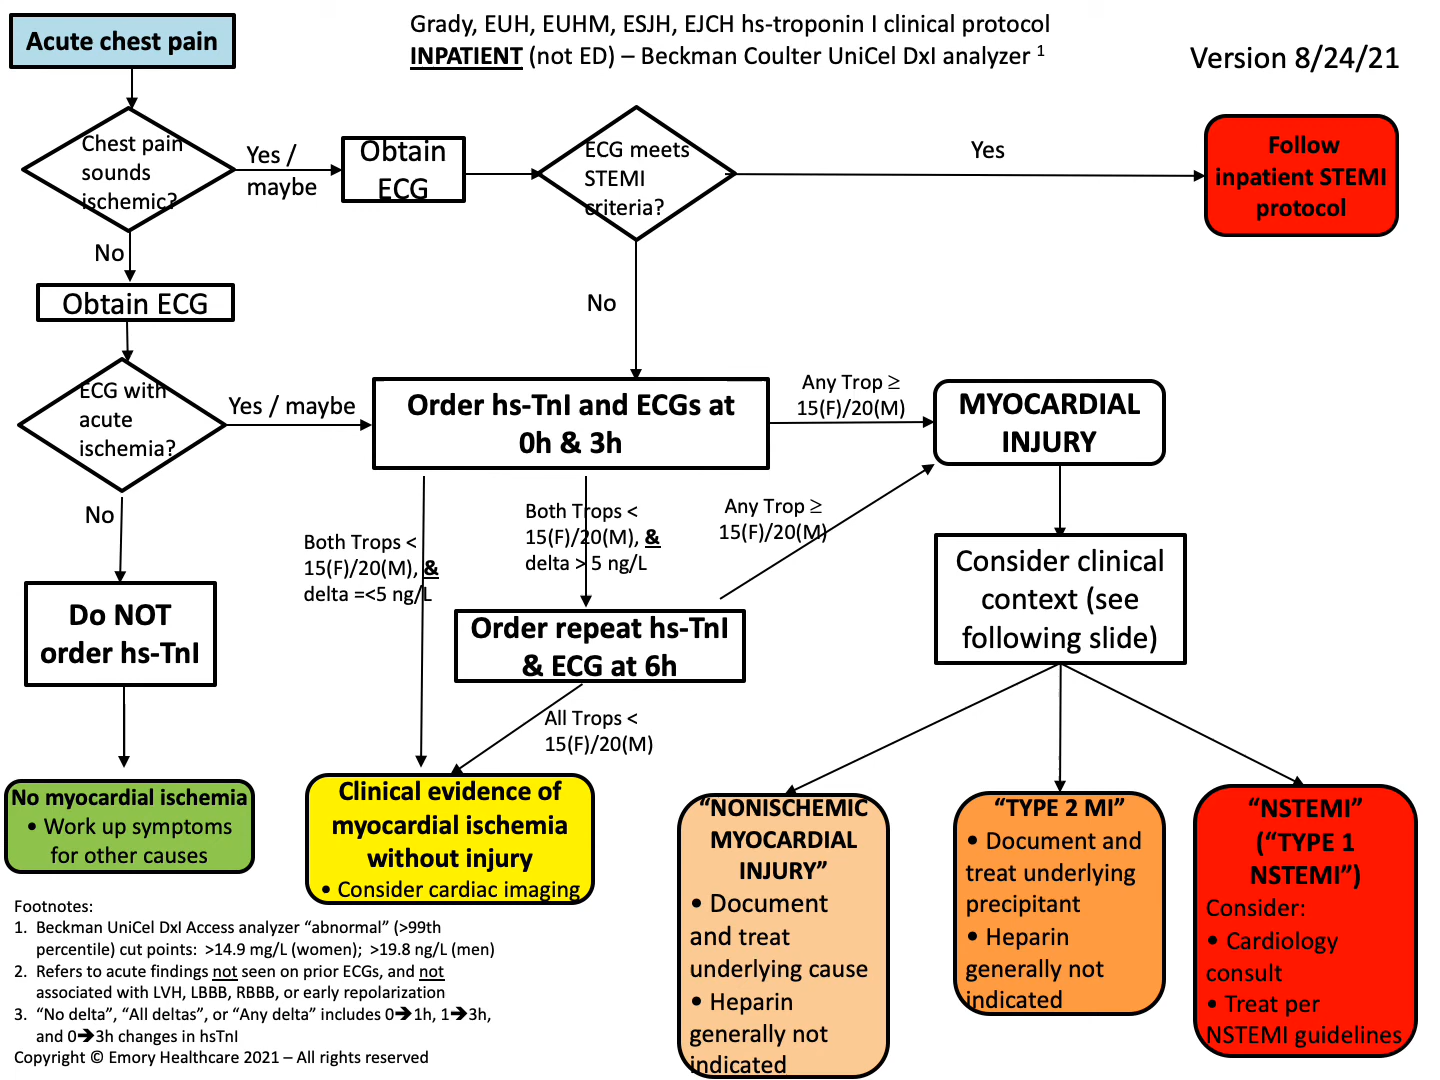 Acute chest pain
Grady, EUH, EUHM, ESJH, EJCH hs-troponin I clinical protocol
INPATIENT (not ED) – Beckman Coulter UniCel DxI analyzer 1
Version 8/24/21
Chest pain
sounds
ischemic?
Yes /
maybe
Obtain
ECG
ECG meets
STEMI
criteria?
Yes
Follow
inpatient STEMI
protocol
No
Obtain ECG
No
ECG with
acute
ischemia?
Yes / maybe
Order hs-TnI and ECGs at
0h & 3h
Any Trop ≥
15(F)/20(M)
MYOCARDIAL
INJURY
No
Both Trops <
15(F)/20(M), &
delta =<5 ng/L
Both Trops <
15(F)/20(M), &
delta > 5 ng/L
Any Trop ≥
15(F)/20(M)
Consider clinical
context (see
following slide)
Do NOT
order hs-TnI
Order repeat hs-TnI
& ECG at 6h
All Trops <
15(F)/20(M)
No myocardial ischemia
• Work up symptoms
for other causes
Clinical evidence of
myocardial ischemia
without injury
• Consider cardiac imaging
“NONISCHEMIC
MYOCARDIAL
INJURY”
• Document
and treat
underlying cause
• Heparin
generally not
indicated
“TYPE 2 MI”
• Document and
treat underlying
precipitant
• Heparin
generally not
indicated
“NSTEMI”
(“TYPE 1
NSTEMI”)
Consider:
• Cardiology
consult
• Treat per
NSTEMI guidelines
Footnotes:
1. Beckman UniCel DxI Access analyzer “abnormal” (>99th
percentile) cut points: >14.9 mg/L (women); >19.8 ng/L (men)
2. Refers to acute findings not seen on prior ECGs, and not
associated with LVH, LBBB, RBBB, or early repolarization
3. “No delta”, “All deltas”, or “Any delta” includes 0➔1h, 1➔3h,
and 0➔3h changes in hsTnI
Copyright © Emory Healthcare 2021 – All rights reserved